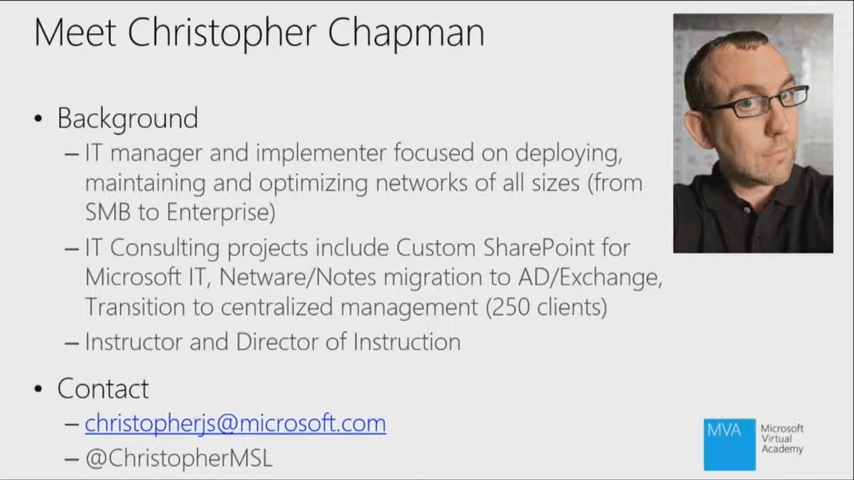 Meet Christopher Chapman
• Background
– IT manager and implementer focused on deploying,
maintaining and optimizing networks of all sizes (from
SMB to Enterprise)
– IT Consulting projects include Custom SharePoint for
Microsoft IT, Netware/Notes migration to AD/Exchange,
Transition to centralized management (250 clients)
– Instructor and Director of Instruction
• Contact
– christopherjs@microsoft.com
– @ChristopherMSL
MVA
Microsoft
Virtual
Academy